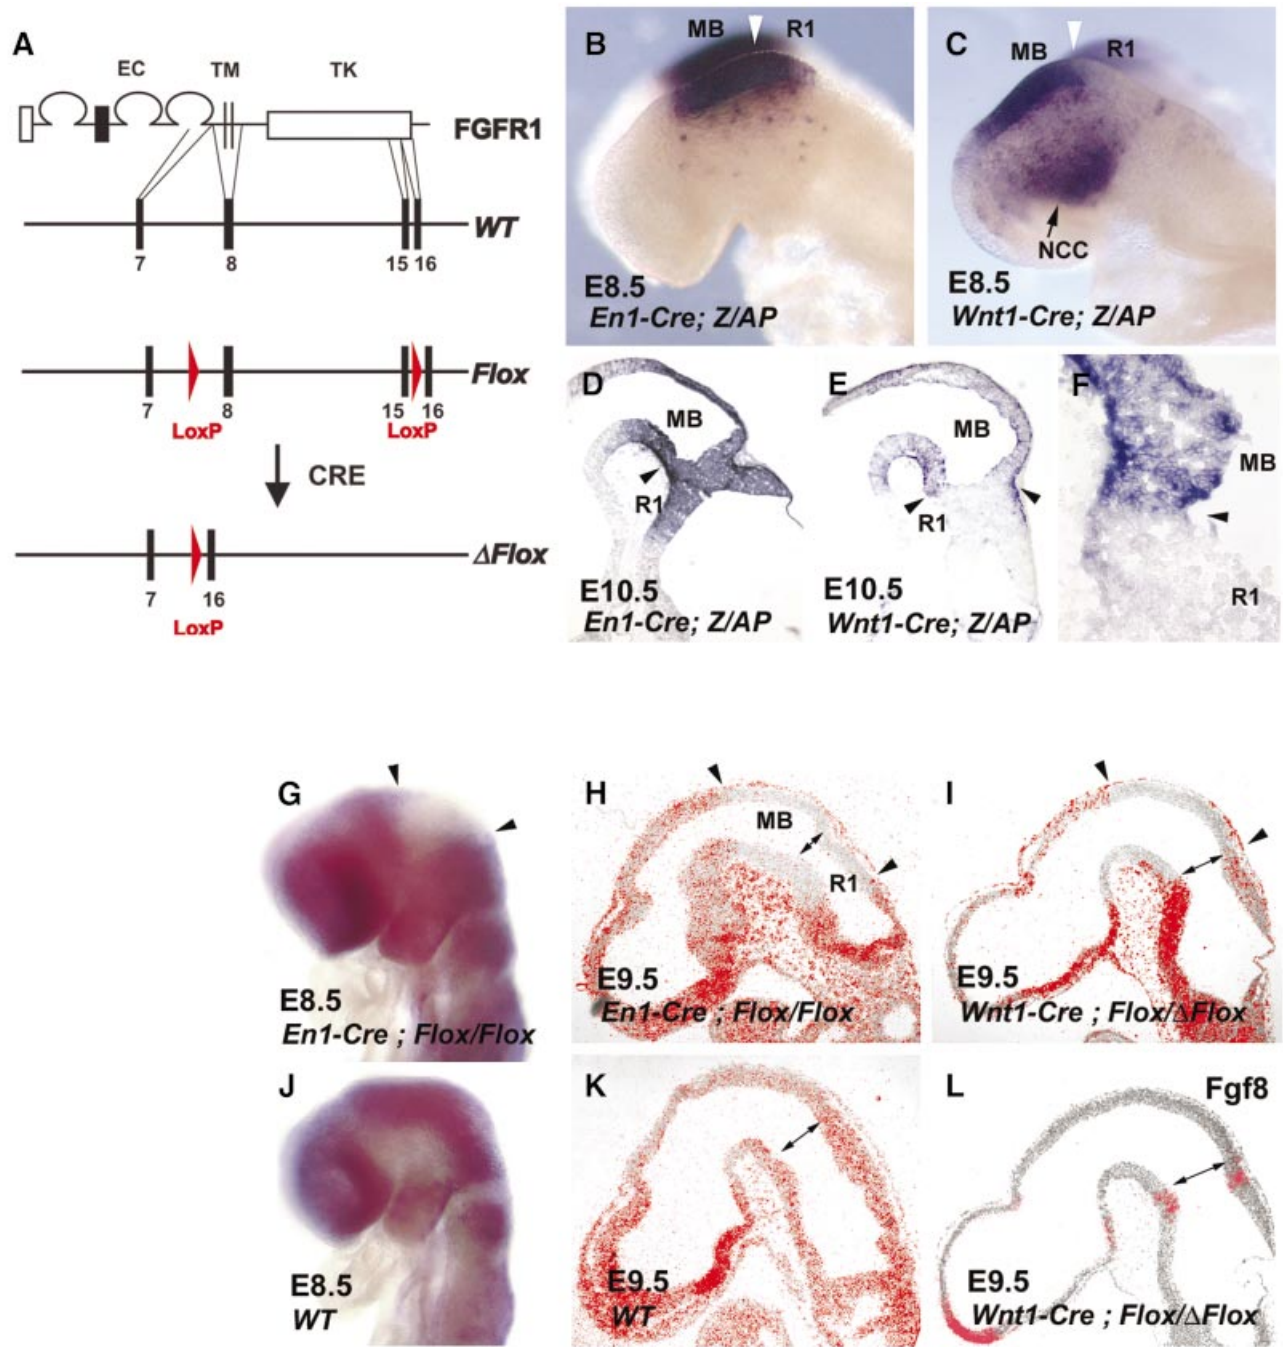 A
EC TM TK
FGFR1
WT
7 8 15 16
Flox
7 8 15 16
LoxP LoxP
CRE
ΔFlox
7 16
LoxP
B
MB R1
E8.5
En1-Cre; Z/AP
C
MB R1
NCC
E8.5
Wnt1-Cre; Z/AP
D
MB
R1
E10.5
En1-Cre; Z/AP
E
MB
R1
E10.5
Wnt1-Cre; Z/AP
F
MB
R1
G
E8.5
En1-Cre ; Flox/Flox
H
MB
R1
E9.5
En1-Cre ; Flox/Flox
I
E9.5
Wnt1-Cre ; Flox/ΔFlox
J
E8.5
WT
K
E9.5
WT
L Fgf8
E9.5
Wnt1-Cre ; Flox/ΔFlox